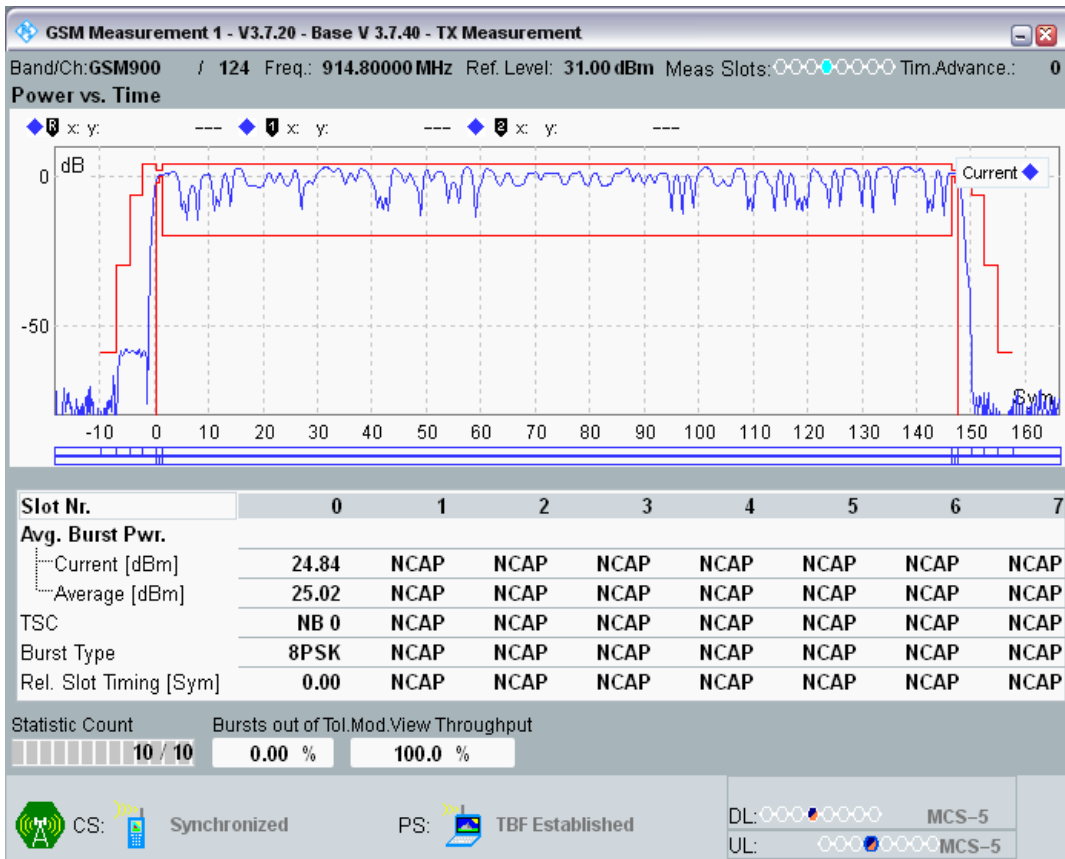 GSM Measurement 1 - V3.7.20 - Base V 3.7.40 - TX Measurement
Band/Ch:GSM900 / 124 Freq.: 914.80000 MHz Ref. Level: 31.00 dBm Meas Slots: Tim.Advance.: 0
Power vs. Time
R x: y: --- 1 x: y: --- 2 x: y: ---
dB
Current
0
-50
Sym
-10 0 10 20 30 40 50 60 70 80 90 100 110 120 130 140 150 160
Slot Nr. 0 1 2 3 4 5 6 7
Avg. Burst Pwr.
Current [dBm] 24.84 NCAP NCAP NCAP NCAP NCAP NCAP NCAP
Average [dBm] 25.02 NCAP NCAP NCAP NCAP NCAP NCAP NCAP
TSC NB 0 NCAP NCAP NCAP NCAP NCAP NCAP NCAP
Burst Type 8PSK NCAP NCAP NCAP NCAP NCAP NCAP NCAP
Rel. Slot Timing [Sym] 0.00 NCAP NCAP NCAP NCAP NCAP NCAP NCAP
Statistic Count Bursts out of Tol. Mod.View Throughput
10 / 10 0.00 % 100.0 %
CS: Synchronized PS: TBF Established DL: MCS-5
UL: MCS-5